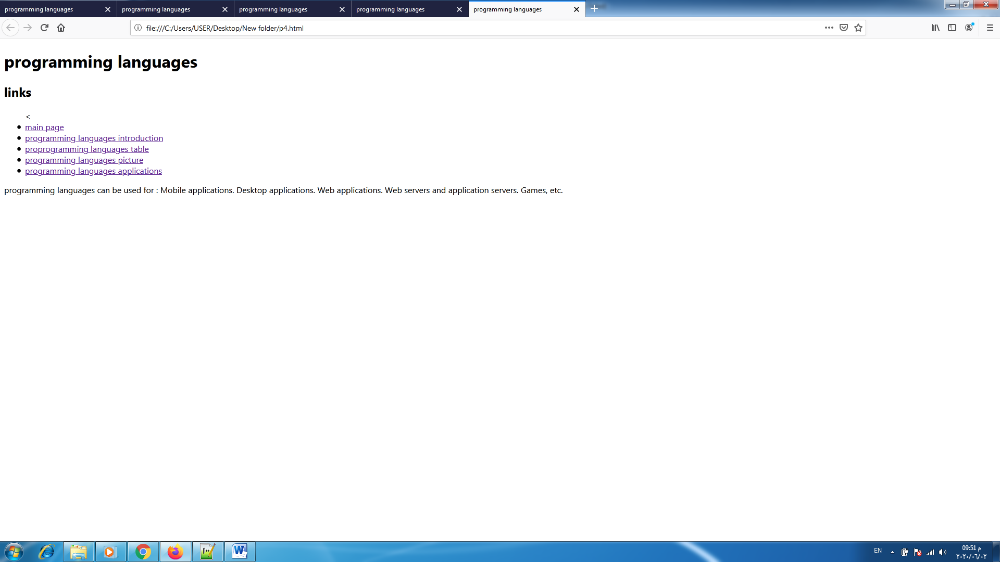 programming languages programming languages programming languages programming languages programming languages
file:///C:/Users/USER/Desktop/New folder/p4.html
programming languages
links
<
main page
programming languages introduction
proprogramming languages table
programming languages picture
programming languages applications
programming languages can be used for : Mobile applications. Desktop applications. Web applications. Web servers and application servers. Games, etc.
EN
09:51 م
٢٠٢٠/٠٦/٠٢